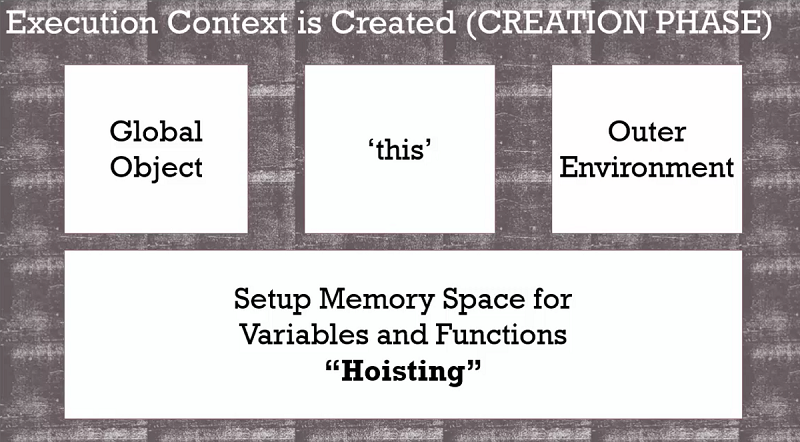 Execution Context is Created (CREATION PHASE)
Global
Object
‘this’
Outer
Environment
Setup Memory Space for
Variables and Functions
“Hoisting”